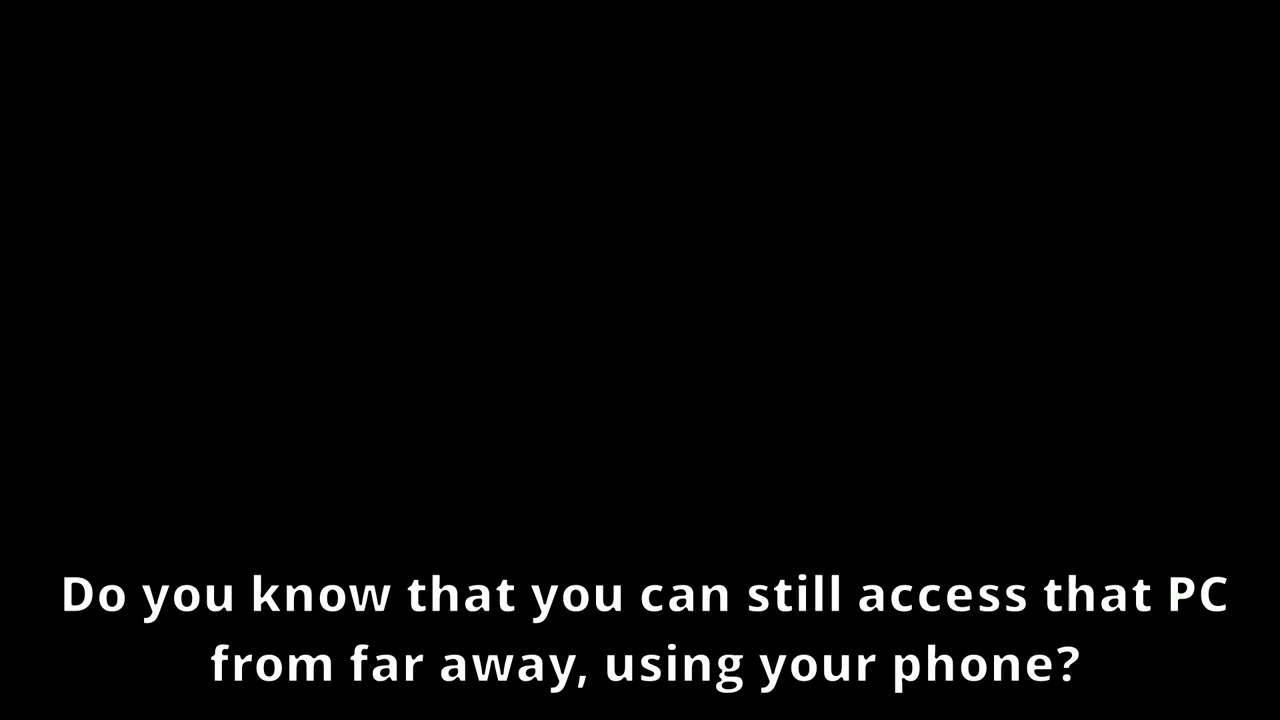 Do you know that you can still access that PC
from far away, using your phone?